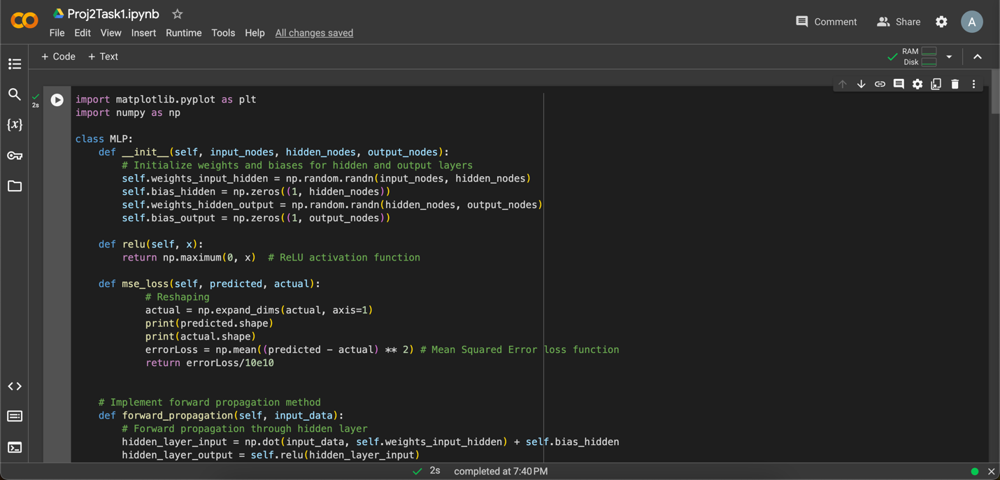 Proj2Task1.ipynb
File Edit View Insert Runtime Tools Help All changes saved
Comment Share A
+ Code + Text
RAM
Disk
{x}
2s
import matplotlib.pyplot as plt
import numpy as np

class MLP:
    def __init__(self, input_nodes, hidden_nodes, output_nodes):
        # Initialize weights and biases for hidden and output layers
        self.weights_input_hidden = np.random.randn(input_nodes, hidden_nodes)
        self.bias_hidden = np.zeros((1, hidden_nodes))
        self.weights_hidden_output = np.random.randn(hidden_nodes, output_nodes)
        self.bias_output = np.zeros((1, output_nodes))

    def relu(self, x):
        return np.maximum(0, x)  # ReLU activation function

    def mse_loss(self, predicted, actual):
            # Reshaping
            actual = np.expand_dims(actual, axis=1)
            print(predicted.shape)
            print(actual.shape)
            errorLoss = np.mean((predicted - actual) ** 2) # Mean Squared Error loss function
            return errorLoss/10e10

    # Implement forward propagation method
    def forward_propagation(self, input_data):
        # Forward propagation through hidden layer
        hidden_layer_input = np.dot(input_data, self.weights_input_hidden) + self.bias_hidden
        hidden_layer_output = self.relu(hidden_layer_input)
2s completed at 7:40 PM